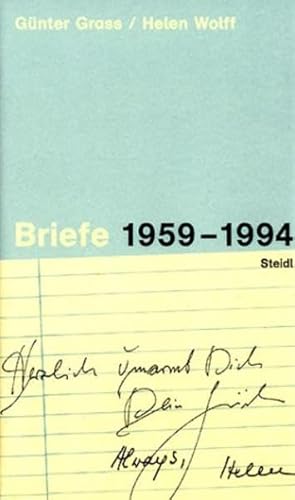 Günter Grass / Helen Wolff
Briefe 1959–1994
Steidl
Herzlich umarmt Dich
Dein Günter
Always,
Helen